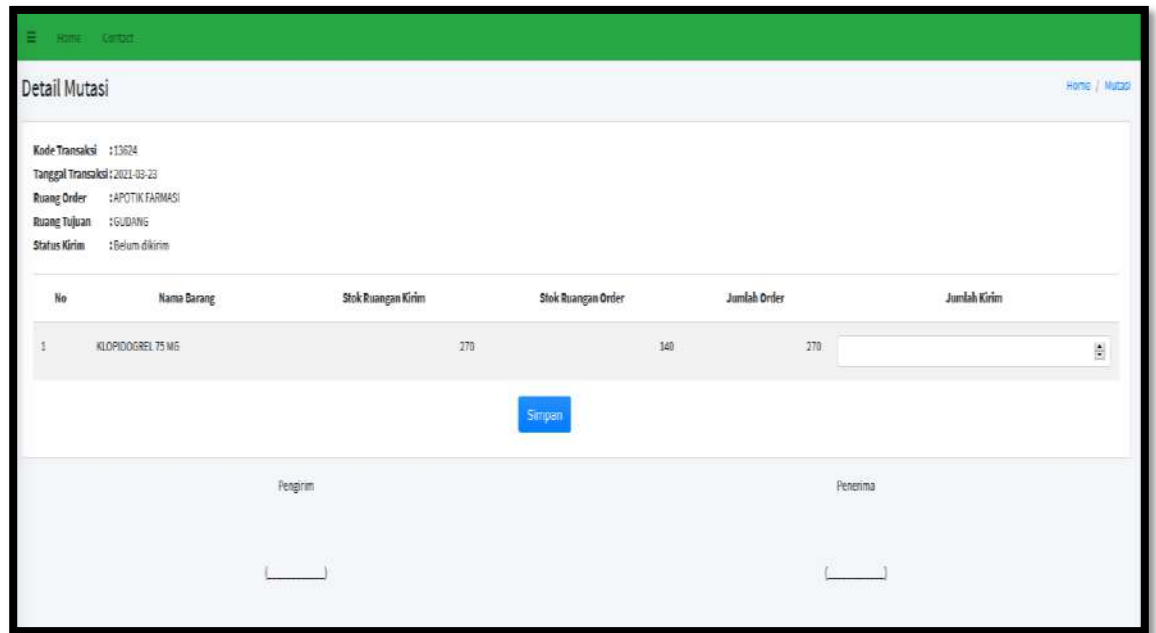 Home Contact
Detail Mutasi
Home / Mutasi
Kode Transaksi :13624
Tanggal Transaksi:2021-03-23
Ruang Order :APOTIK FARMASI
Ruang Tujuan :GUDANG
Status Kirim :Belum dikirim
No Nama Barang Stok Ruangan Kirim Stok Ruangan Order Jumlah Order Jumlah Kirim
1 KLOPIDOGREL 75 MG 270 140 270
Simpan
Pengirim Penerima
(__________) (__________)